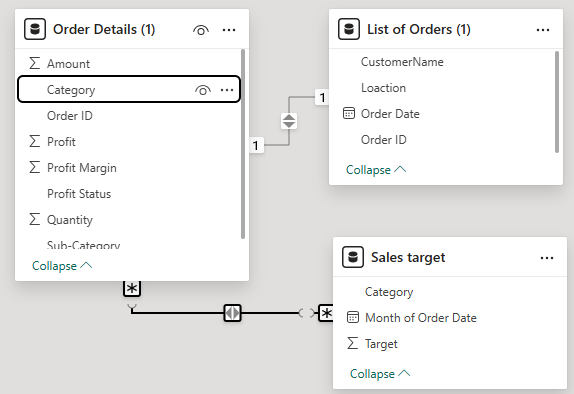 Order Details (1)
Amount
Category
Order ID
Profit
Profit Margin
Profit Status
Quantity
Sub-Category
Collapse
1
1
List of Orders (1)
CustomerName
Loaction
Order Date
Order ID
Collapse
*
*
Sales target
Category
Month of Order Date
Target
Collapse